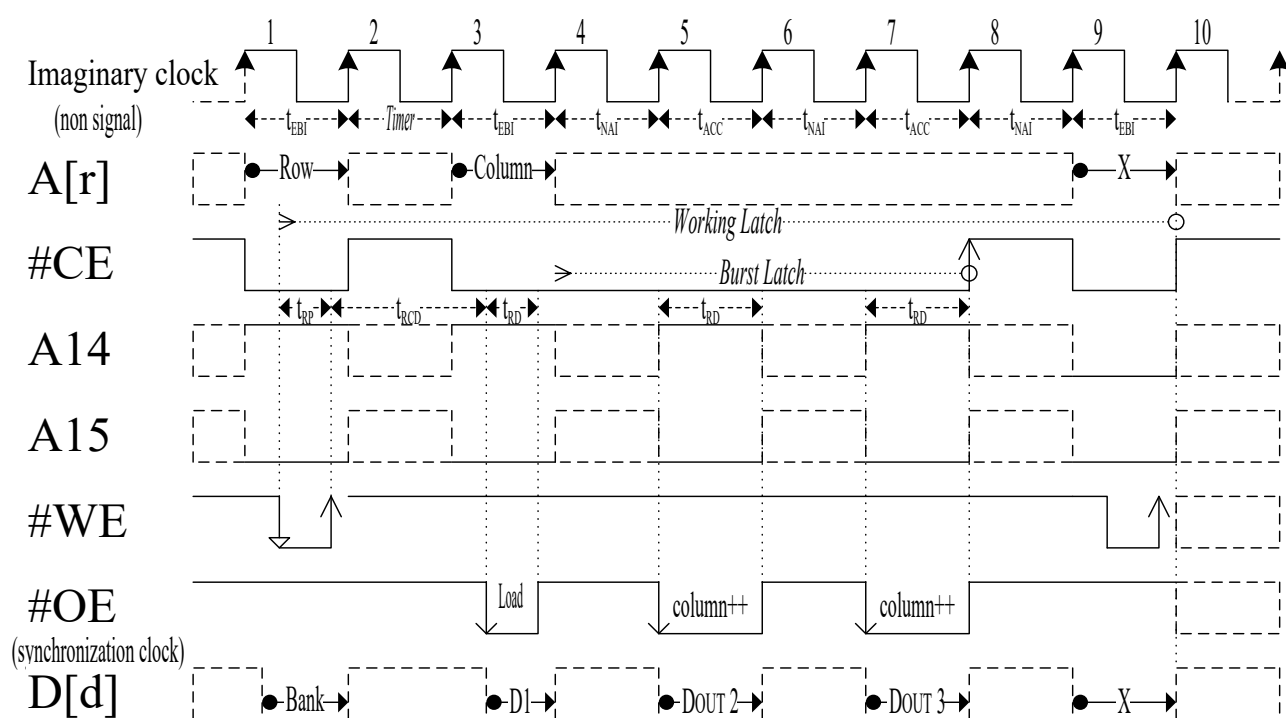 1 2 3 4 5 6 7 8 9 10
Imaginary clock
(non signal)
tEBI Timer tEBI tNAI tACC tNAI tACC tNAI tEBI
A[r] Row Column X
Working Latch
#CE
Burst Latch
tRP tRCD tRD tRD tRD
A14
A15
#WE
#OE Load column++ column++
(synchronization clock)
D[d] Bank D1 DOUT 2 DOUT 3 X